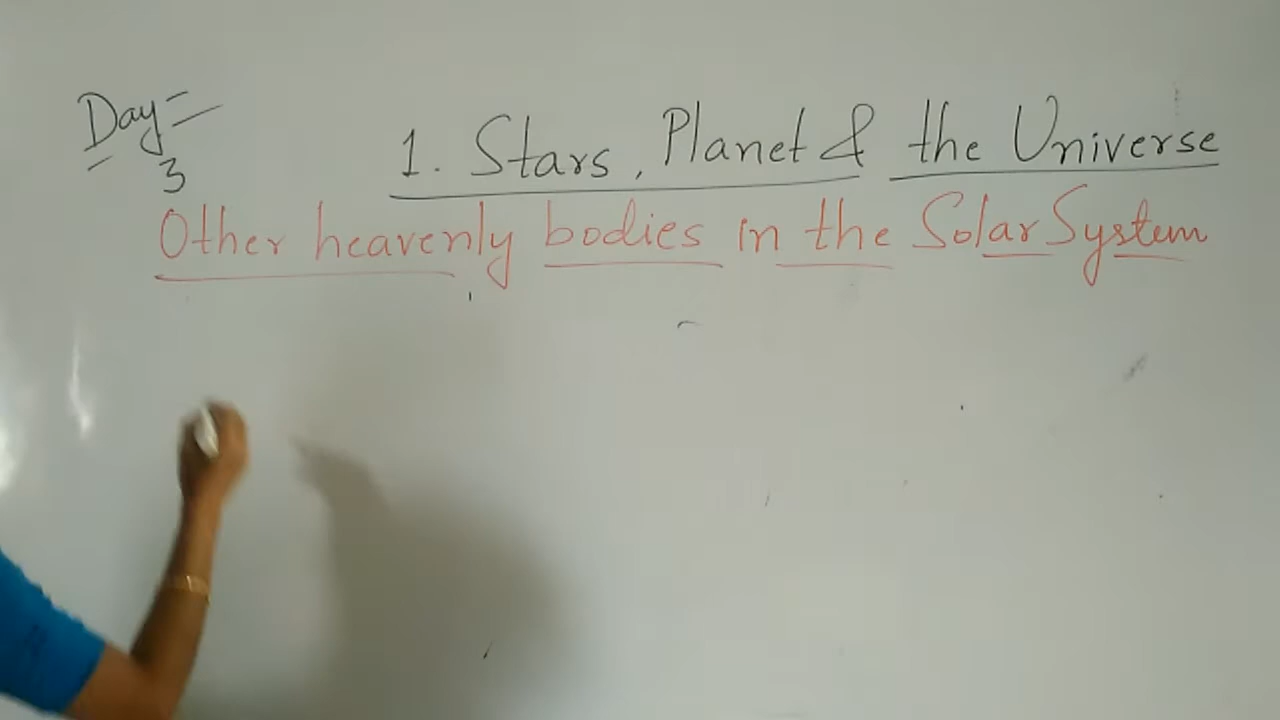 Day=
3
1. Stars, Planet & the Universe
Other heavenly bodies in the Solar System